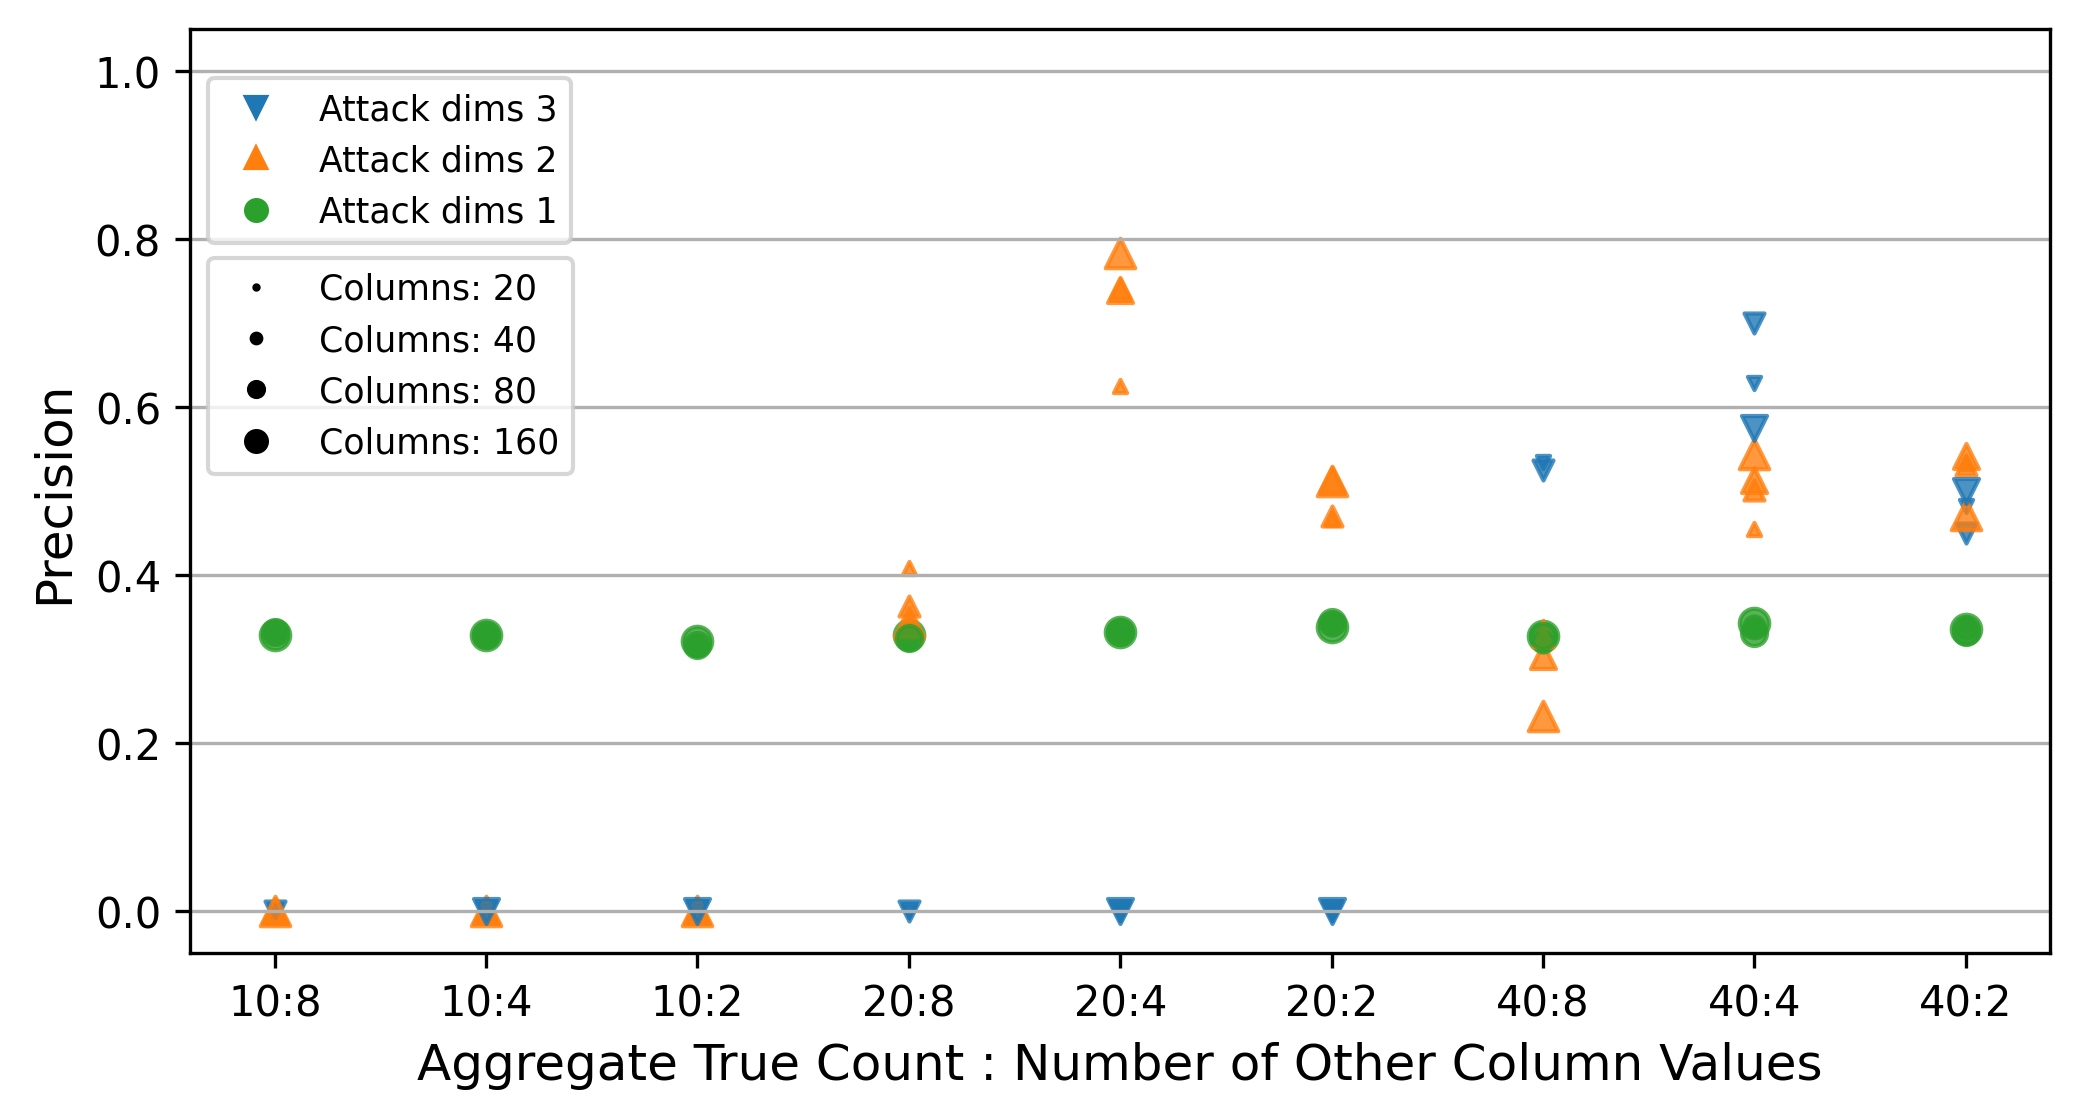 1.0
0.8
0.6
0.4
0.2
0.0
Precision
Attack dims 3
Attack dims 2
Attack dims 1
Columns: 20
Columns: 40
Columns: 80
Columns: 160
10:8 10:4 10:2 20:8 20:4 20:2 40:8 40:4 40:2
Aggregate True Count : Number of Other Column Values